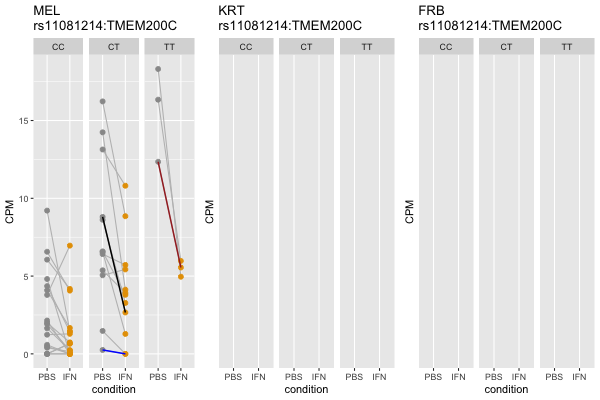 MEL
rs11081214:TMEM200C
CC CT TT
CPM
15
10
5
0
PBS IFN PBS IFN PBS IFN
condition
KRT
rs11081214:TMEM200C
CC CT TT
CPM
PBS IFN PBS IFN PBS IFN
condition
FRB
rs11081214:TMEM200C
CC CT TT
CPM
PBS IFN PBS IFN PBS IFN
condition